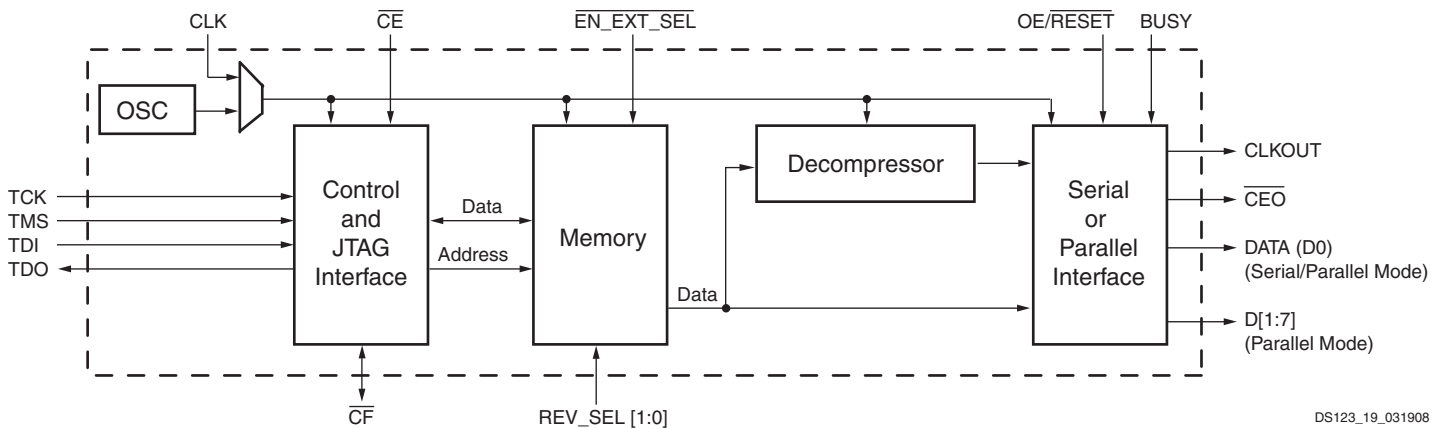 CLK
CE
EN_EXT_SEL
OE/RESET
BUSY
OSC
Control
and
JTAG
Interface
Memory
Decompressor
Serial
or
Parallel
Interface
TCK
TMS
TDI
TDO
Data
Address
Data
CLKOUT
CEO
DATA (D0)
(Serial/Parallel Mode)
D[1:7]
(Parallel Mode)
CF
REV_SEL [1:0]
DS123_19_031908